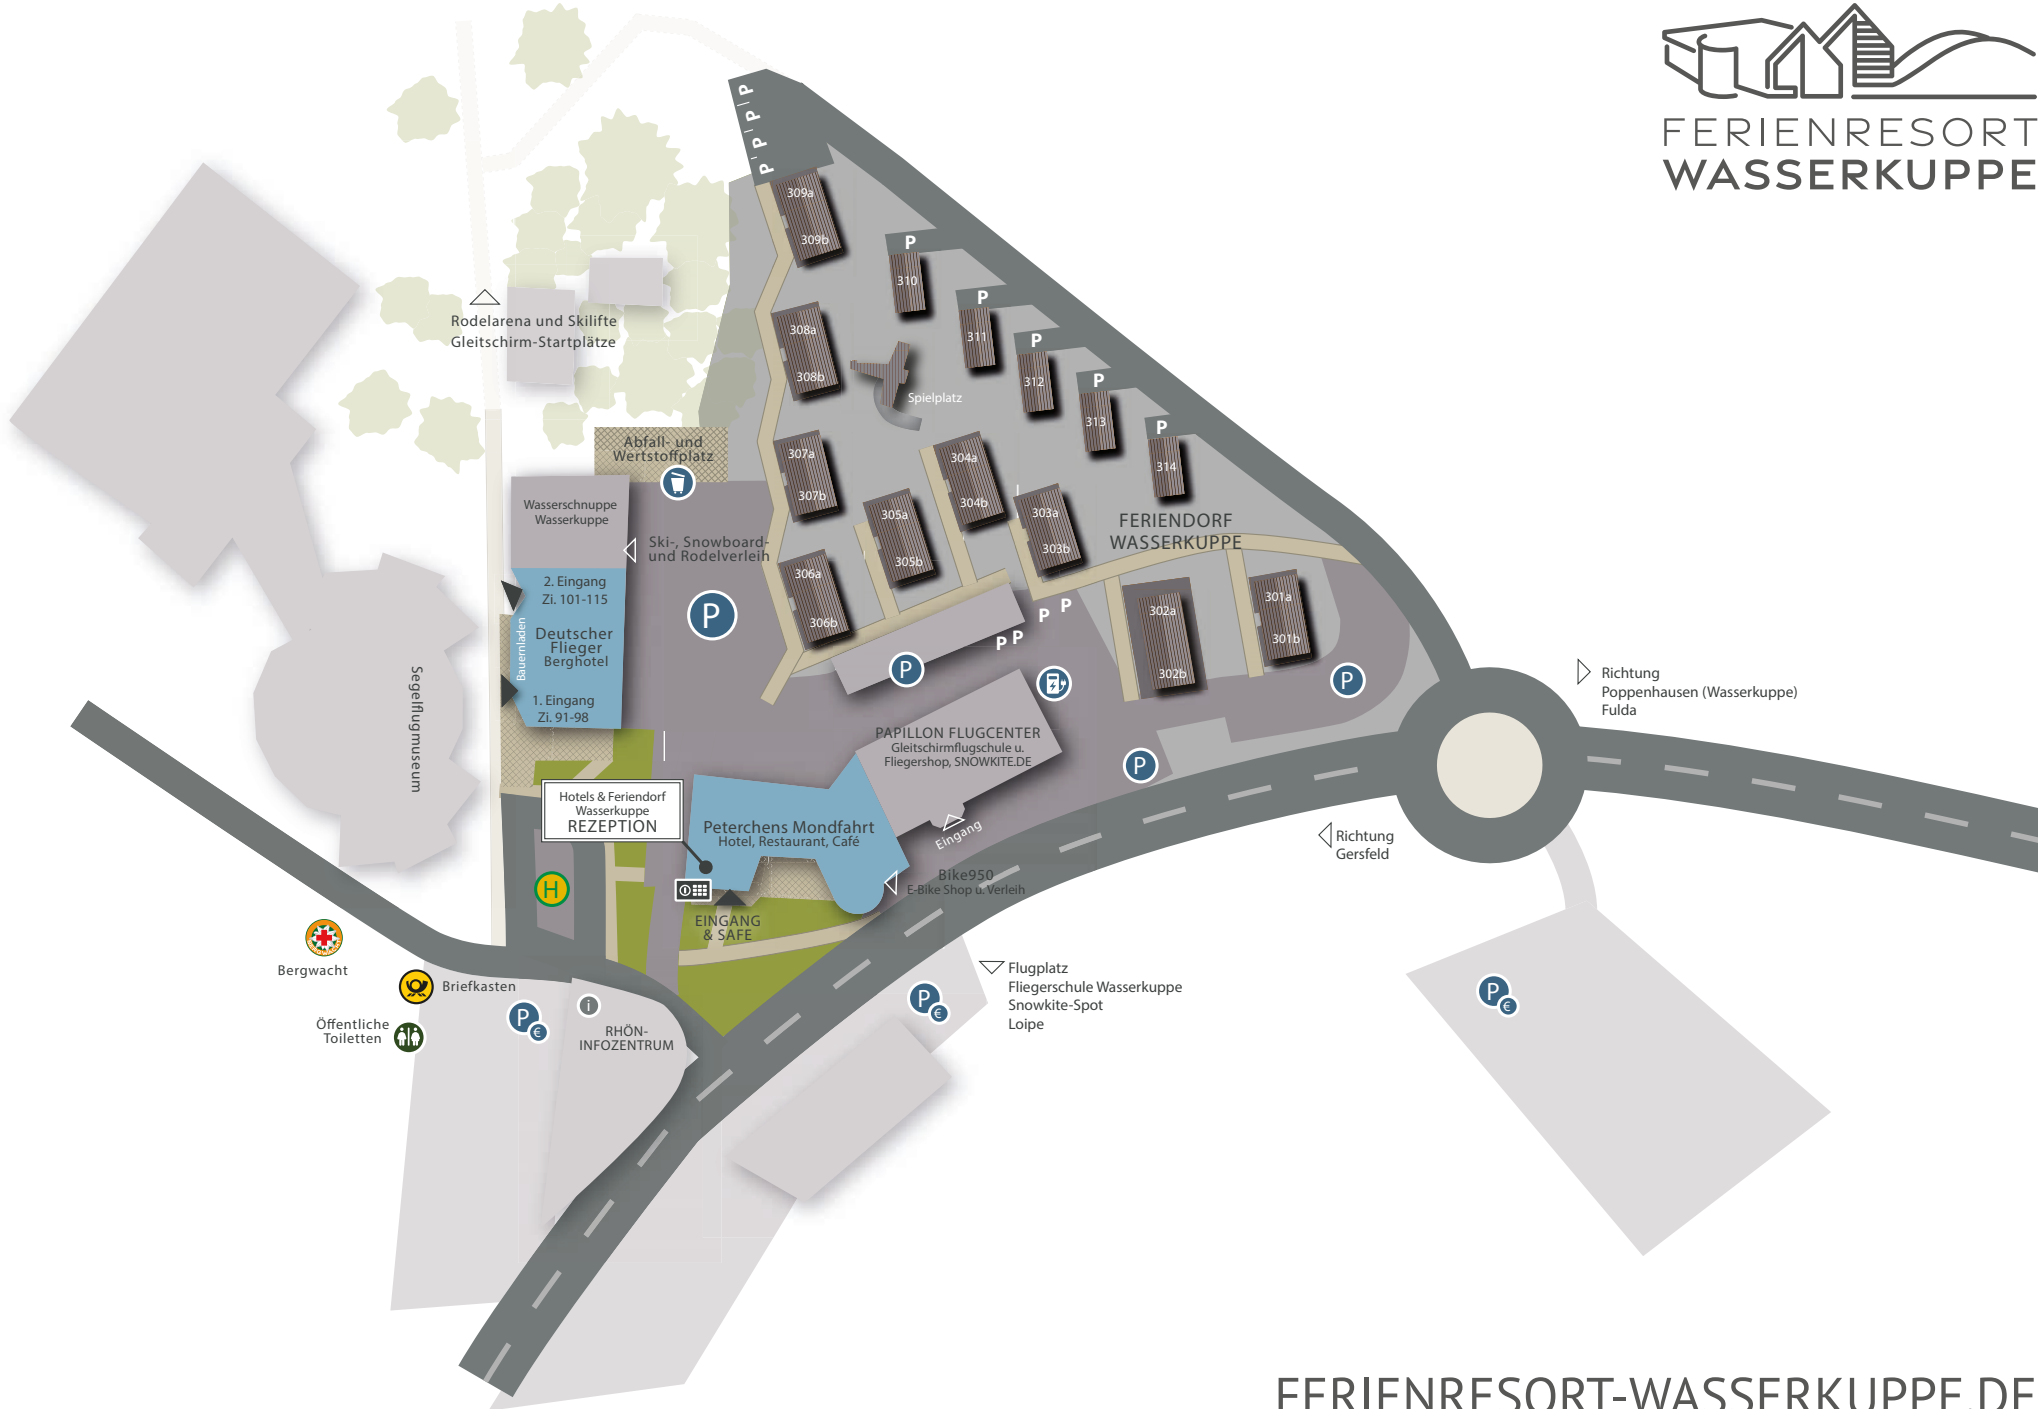 FERIENRESORT
WASSERKUPPE
P P P P
309a
309b
P
310
P
311
P
312
P
313
P
314
Rodelarena und Skilifte
Gleitschirm-Startplätze
308a
308b
Spielplatz
Abfall- und
Wertstoffplatz
307a
307b
304a
304b
305a
305b
303a
303b
FERIENDORF
WASSERKUPPE
Wasserschnuppe
Wasserkuppe
Ski-, Snowboard-
und Rodelverleih
306a
306b
2. Eingang
Zi. 101-115
Bauernladen
Deutscher
Flieger
Berghotel
1. Eingang
Zi. 91-98
P
P P
P P
302a
302b
301a
301b
P
P
Segelflugmuseum
Richtung
Poppenhausen (Wasserkuppe)
Fulda
PAPILLON FLUGCENTER
Gleitschirmflugschule u.
Fliegershop, SNOWKITE.DE
P
Eingang
Hotels & Feriendorf
Wasserkuppe
REZEPTION
Peterchens Mondfahrt
Hotel, Restaurant, Café
Richtung
Gersfeld
H
Bike950
E-Bike Shop u. Verleih
EINGANG
& SAFE
Bergwacht
Briefkasten
Öffentliche
Toiletten
P €
i
RHÖN-
INFOZENTRUM
P €
Flugplatz
Fliegerschule Wasserkuppe
Snowkite-Spot
Loipe
P €
FERIENRESORT-WASSERKUPPE.DE